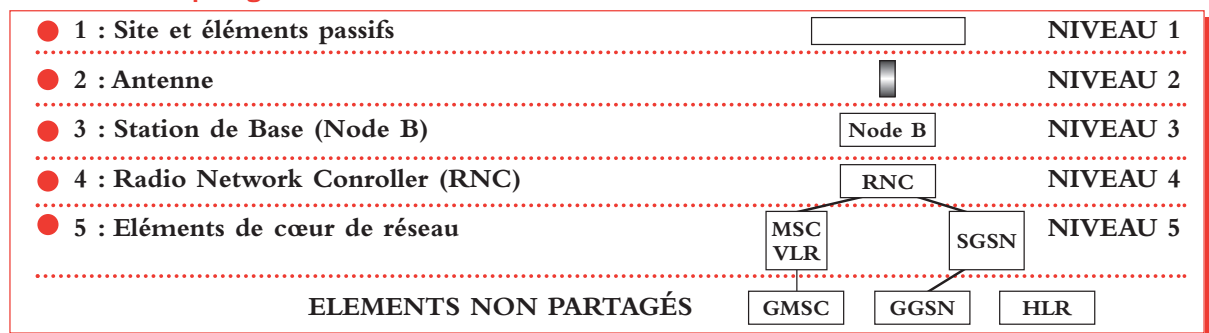 1 : Site et éléments passifs NIVEAU 1
2 : Antenne NIVEAU 2
3 : Station de Base (Node B) Node B NIVEAU 3
4 : Radio Network Conroller (RNC) RNC NIVEAU 4
5 : Eléments de cœur de réseau MSC VLR SGSN NIVEAU 5
ELEMENTS NON PARTAGÉS GMSC GGSN HLR